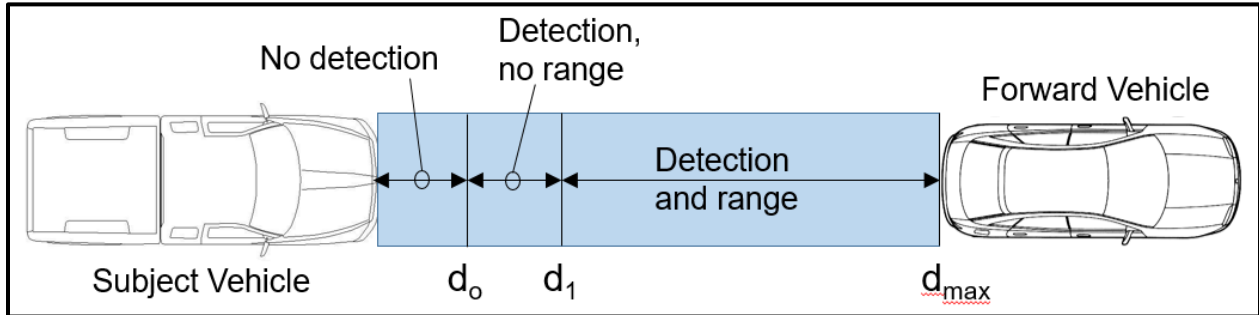 Detection,
no range
No detection
Forward Vehicle
Detection
and range
Subject Vehicle
dₒ
d₁
dmax